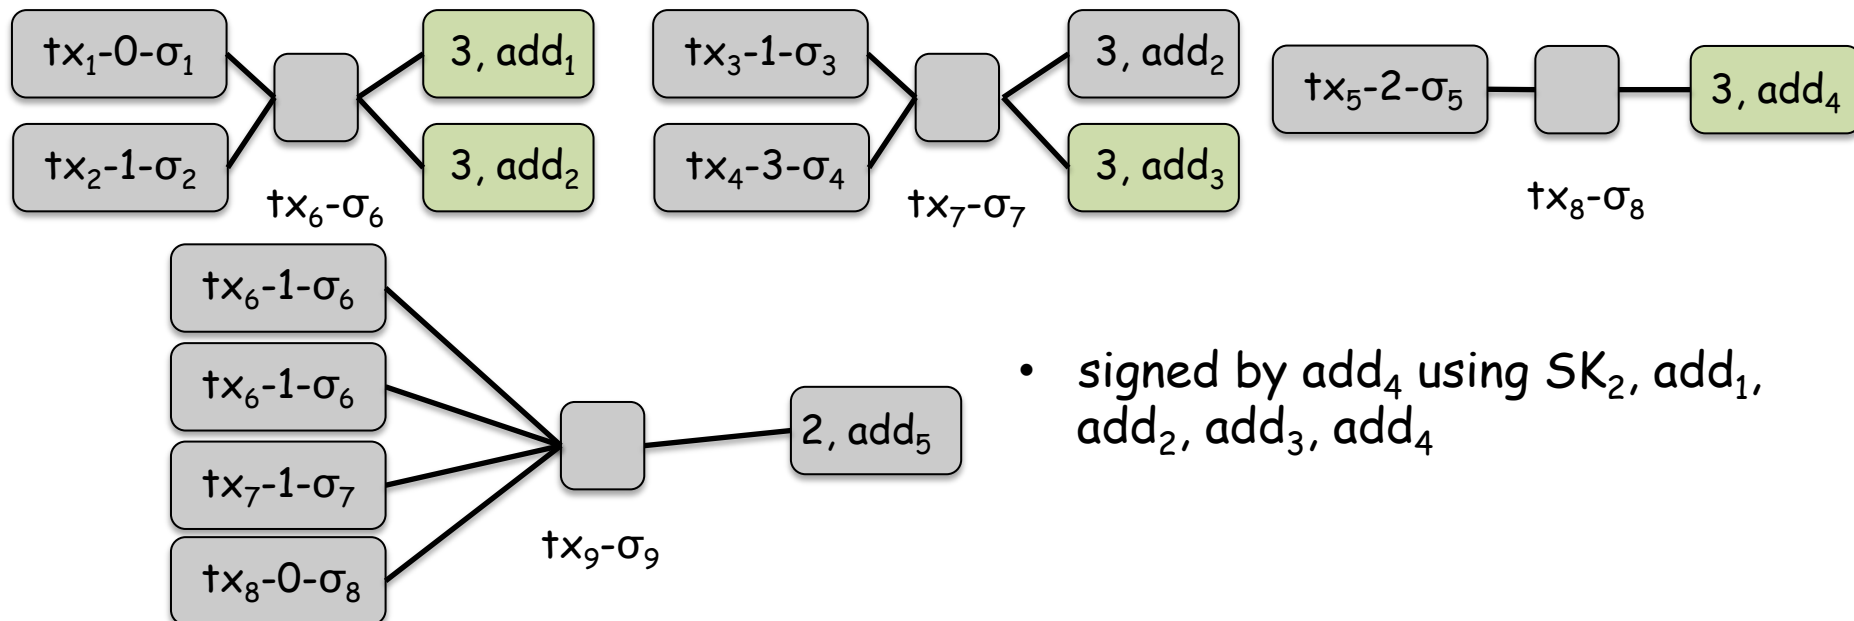 tx₁-0-σ₁
3, add₁
tx₂-1-σ₂
3, add₂
tx₆-σ₆
tx₃-1-σ₃
3, add₂
tx₄-3-σ₄
3, add₃
tx₇-σ₇
tx₅-2-σ₅
3, add₄
tx₈-σ₈
tx₆-1-σ₆
tx₆-1-σ₆
tx₇-1-σ₇
tx₈-0-σ₈
2, add₅
tx₉-σ₉
• signed by add₄ using SK₂, add₁,
add₂, add₃, add₄